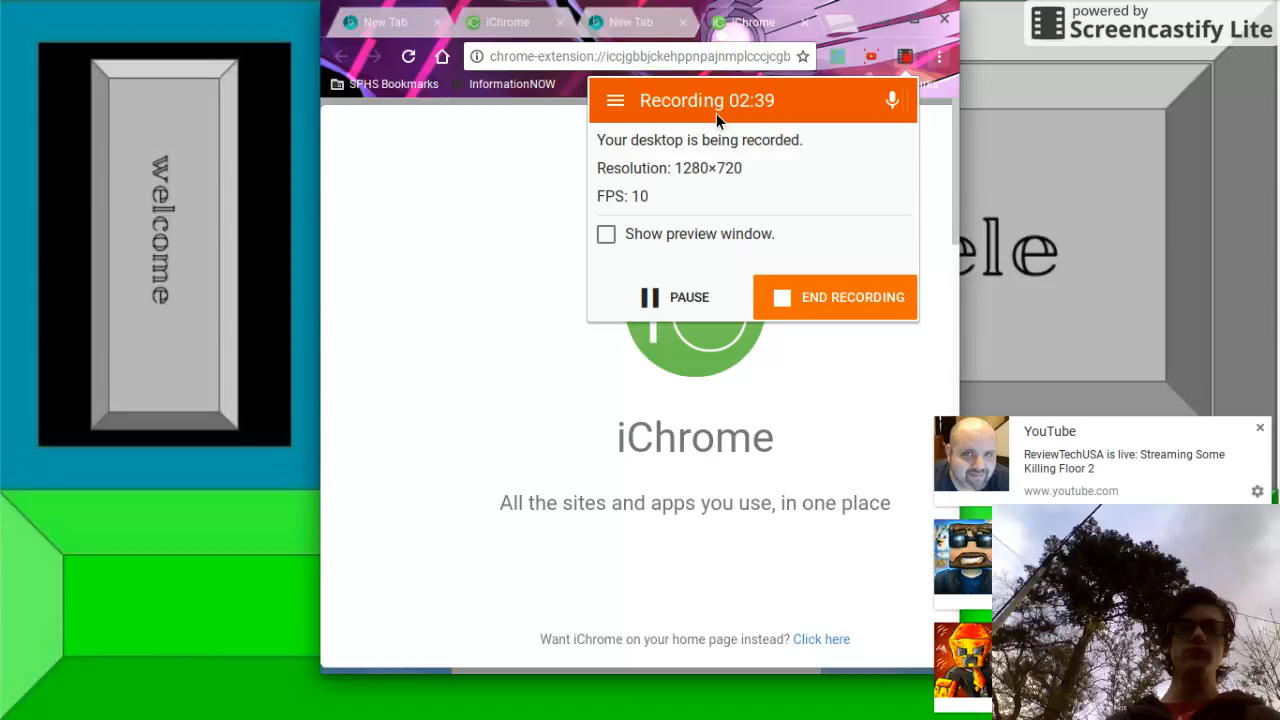 powered by
Screencastify Lite
New Tab
iChrome
New Tab
iChrome
chrome-extension://iccjgbbjckehppnpajnmplcccjcgb
SPHS Bookmarks
InformationNOW
Recording 02:39
Your desktop is being recorded.
Resolution: 1280×720
FPS: 10
Show preview window.
PAUSE
END RECORDING
welcome
ele
iChrome
All the sites and apps you use, in one place
YouTube
ReviewTechUSA is live: Streaming Some
Killing Floor 2
www.youtube.com
Want iChrome on your home page instead? Click here